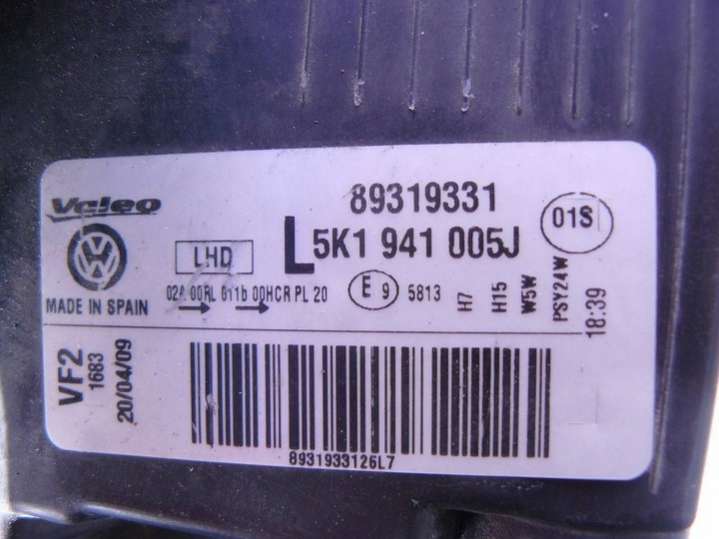 Valeo
89319331
01S
LHD
L 5K1 941 005J
MADE IN SPAIN
02A 00RL 011b 00HCR PL 20
E 9 5813
H7
H15
W5W
PSY24W
18:39
VF2
1683
20/04/09
8931933126L7